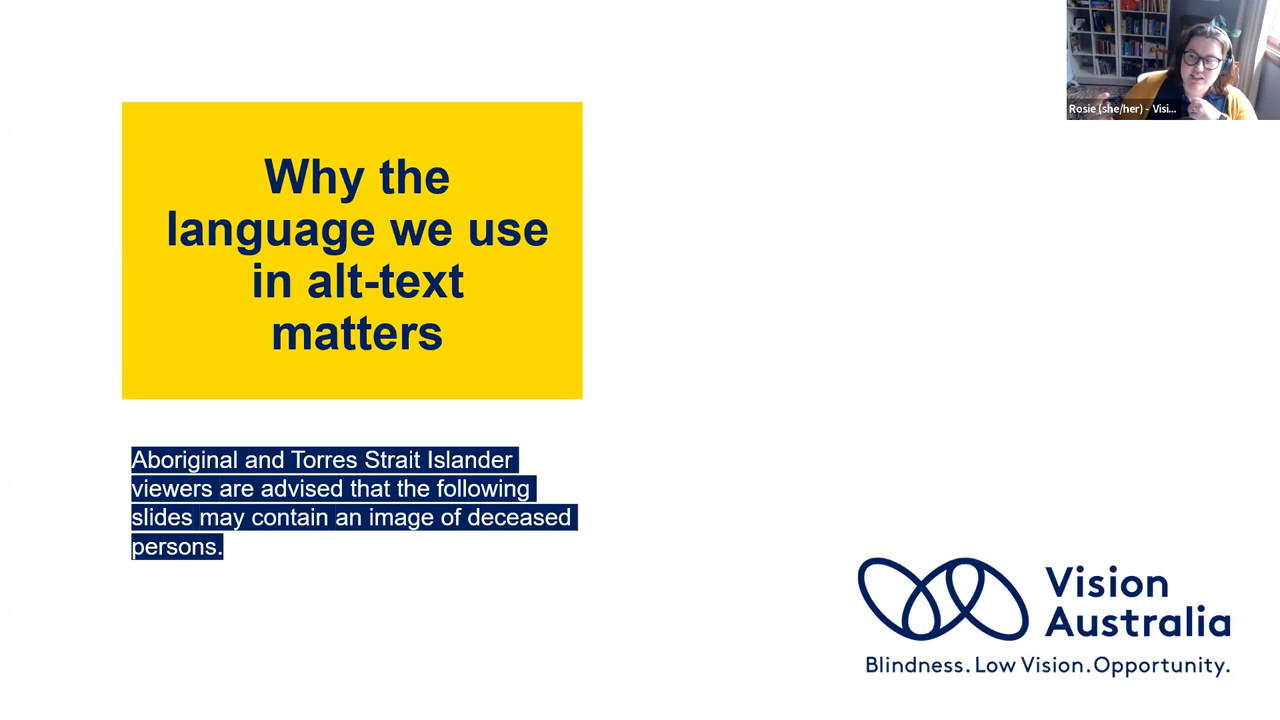 Why the
language we use
in alt-text
matters
Aboriginal and Torres Strait Islander
viewers are advised that the following
slides may contain an image of deceased
persons.
Rosie (she/her) - Visi...
Vision
Australia
Blindness. Low Vision. Opportunity.